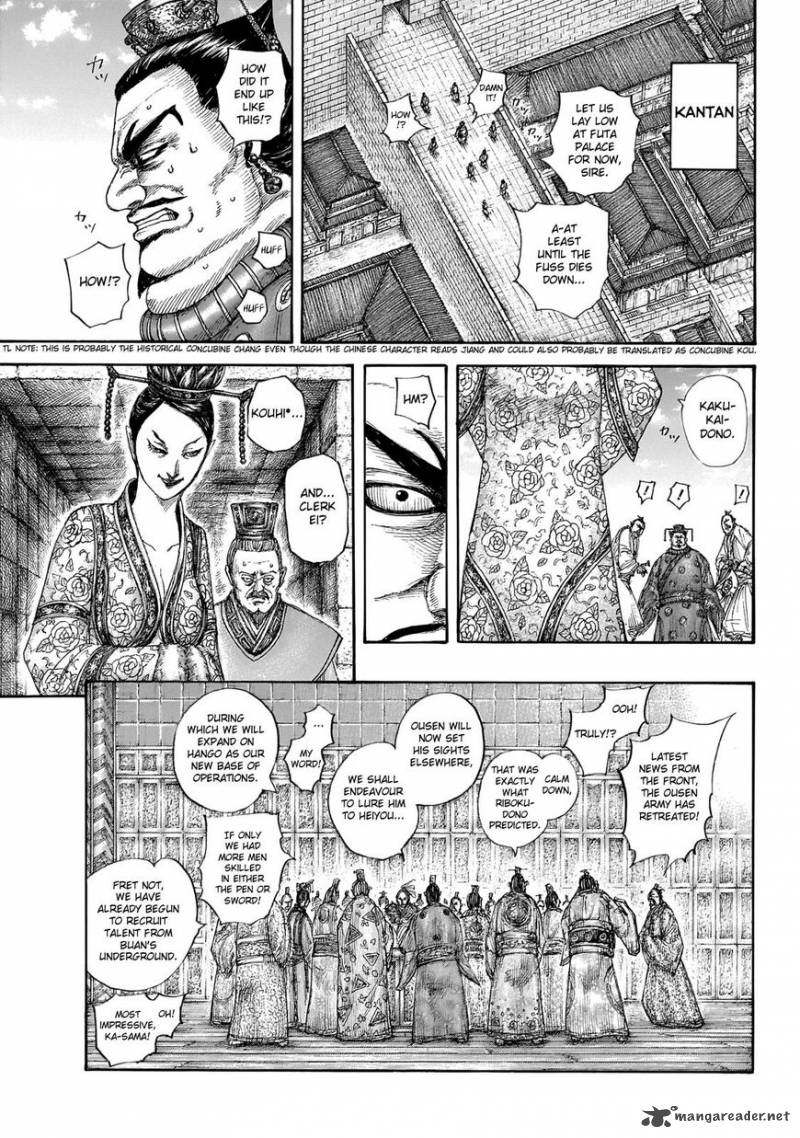 KANTAN
LET US
LAY LOW
AT FUTA
PALACE
FOR NOW,
SIRE.
DAMN
IT!
HOW
!?
A-AT
LEAST
UNTIL
THE
FUSS DIES
DOWN...
HOW
DID IT
END UP
LIKE
THIS!?
カッ
HOW!?
カッ
HUFF
HUFF
TL NOTE: THIS IS PROBABLY THE HISTORICAL CONCUBINE CHANG EVEN THOUGH THE CHINESE CHARACTER READS JIANG AND COULD ALSO PROBABLY BE TRANSLATED AS CONCUBINE KOU.
KAKU-
KAI-
DONO.
カッ
!
!
!
HM?
KOUHI*...
AND...
CLERK
EI?
OOH!
TRULY!?
LATEST
NEWS FROM
THE FRONT,
THE OUSEN
ARMY HAS
RETREATED!
CALM
DOWN,
THAT WAS
EXACTLY
WHAT
RIBOKU-
DONO
PREDICTED.
OUSEN WILL
NOW SET
HIS SIGHTS
ELSEWHERE,
WE SHALL
ENDEAVOUR
TO LURE HIM
TO HEIYOU...
...
MY
WORD!
DURING
WHICH WE WILL
EXPAND ON
HANGO AS OUR
NEW BASE OF
OPERATIONS.
IF ONLY
WE HAD
MORE MEN
SKILLED
IN EITHER
THE PEN OR
SWORD!
FRET NOT,
WE HAVE
ALREADY BEGUN
TO RECRUIT
TALENT FROM
BUAN'S
UNDERGROUND.
OH!
MOST
IMPRESSIVE,
KA-SAMA!
mangareader.net